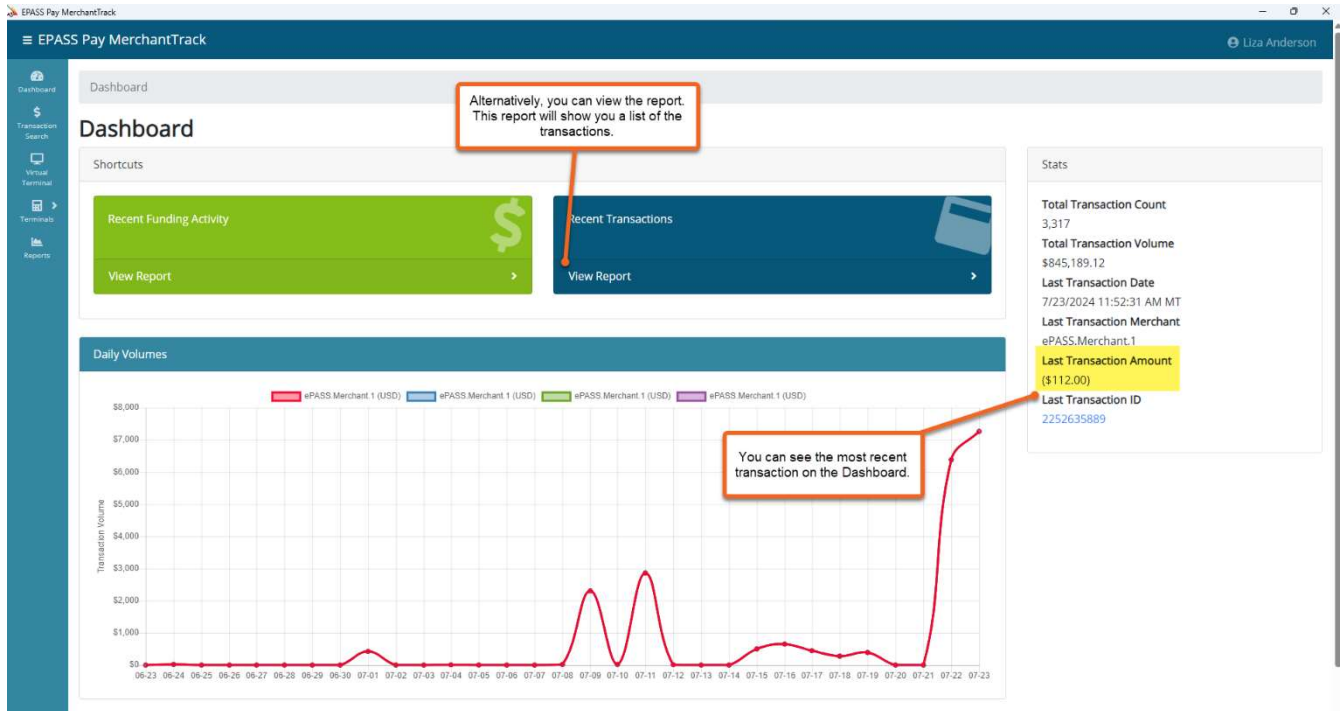 EPASS Pay MerchantTrack
≡ EPASS Pay MerchantTrack
Liza Anderson
Dashboard
Transaction
Search
Virtual
Terminal
Terminals
Reports
Dashboard
Dashboard
Alternatively, you can view the report.
This report will show you a list of the
transactions.
Shortcuts
Recent Funding Activity
$
View Report
Recent Transactions
View Report
Stats
Total Transaction Count
3,317
Total Transaction Volume
$845,189.12
Last Transaction Date
7/23/2024 11:52:31 AM MT
Last Transaction Merchant
ePASS.Merchant.1
Last Transaction Amount
($112.00)
Last Transaction ID
2252635889
You can see the most recent
transaction on the Dashboard.
Daily Volumes
ePASS.Merchant.1 (USD) ePASS.Merchant.1 (USD) ePASS.Merchant.1 (USD) ePASS.Merchant.1 (USD)
Transaction Volume
$8,000
$7,000
$6,000
$5,000
$4,000
$3,000
$2,000
$1,000
$0
06-23 06-24 06-25 06-26 06-27 06-28 06-29 06-30 07-01 07-02 07-03 07-04 07-05 07-06 07-07 07-08 07-09 07-10 07-11 07-12 07-13 07-14 07-15 07-16 07-17 07-18 07-19 07-20 07-21 07-22 07-23